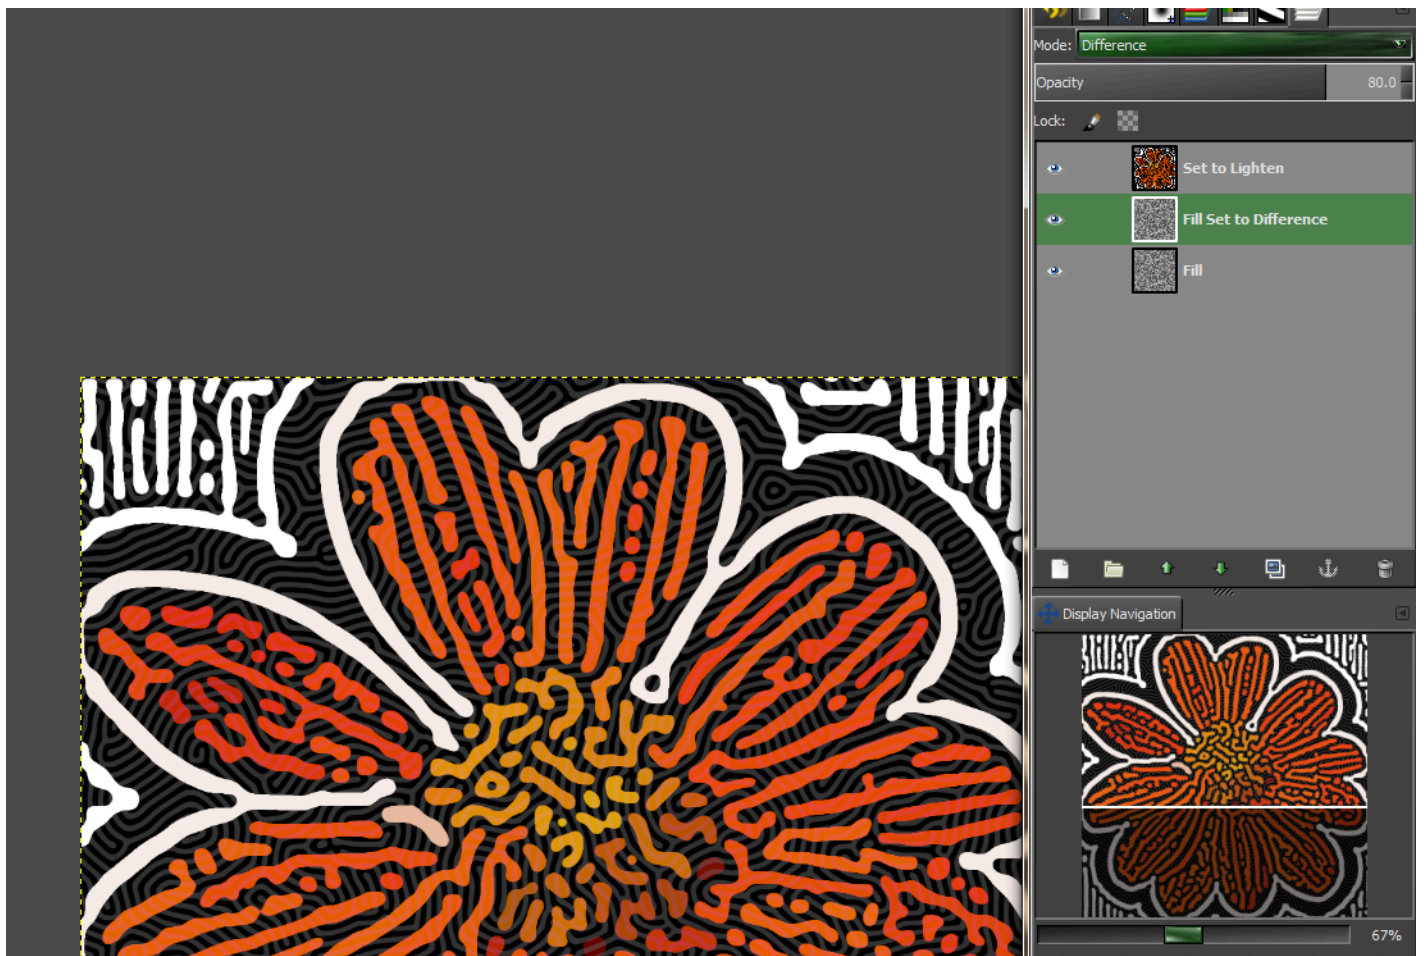 Mode: Difference
Opacity 80.0
Lock:
Set to Lighten
Fill Set to Difference
Fill
Display Navigation
67%